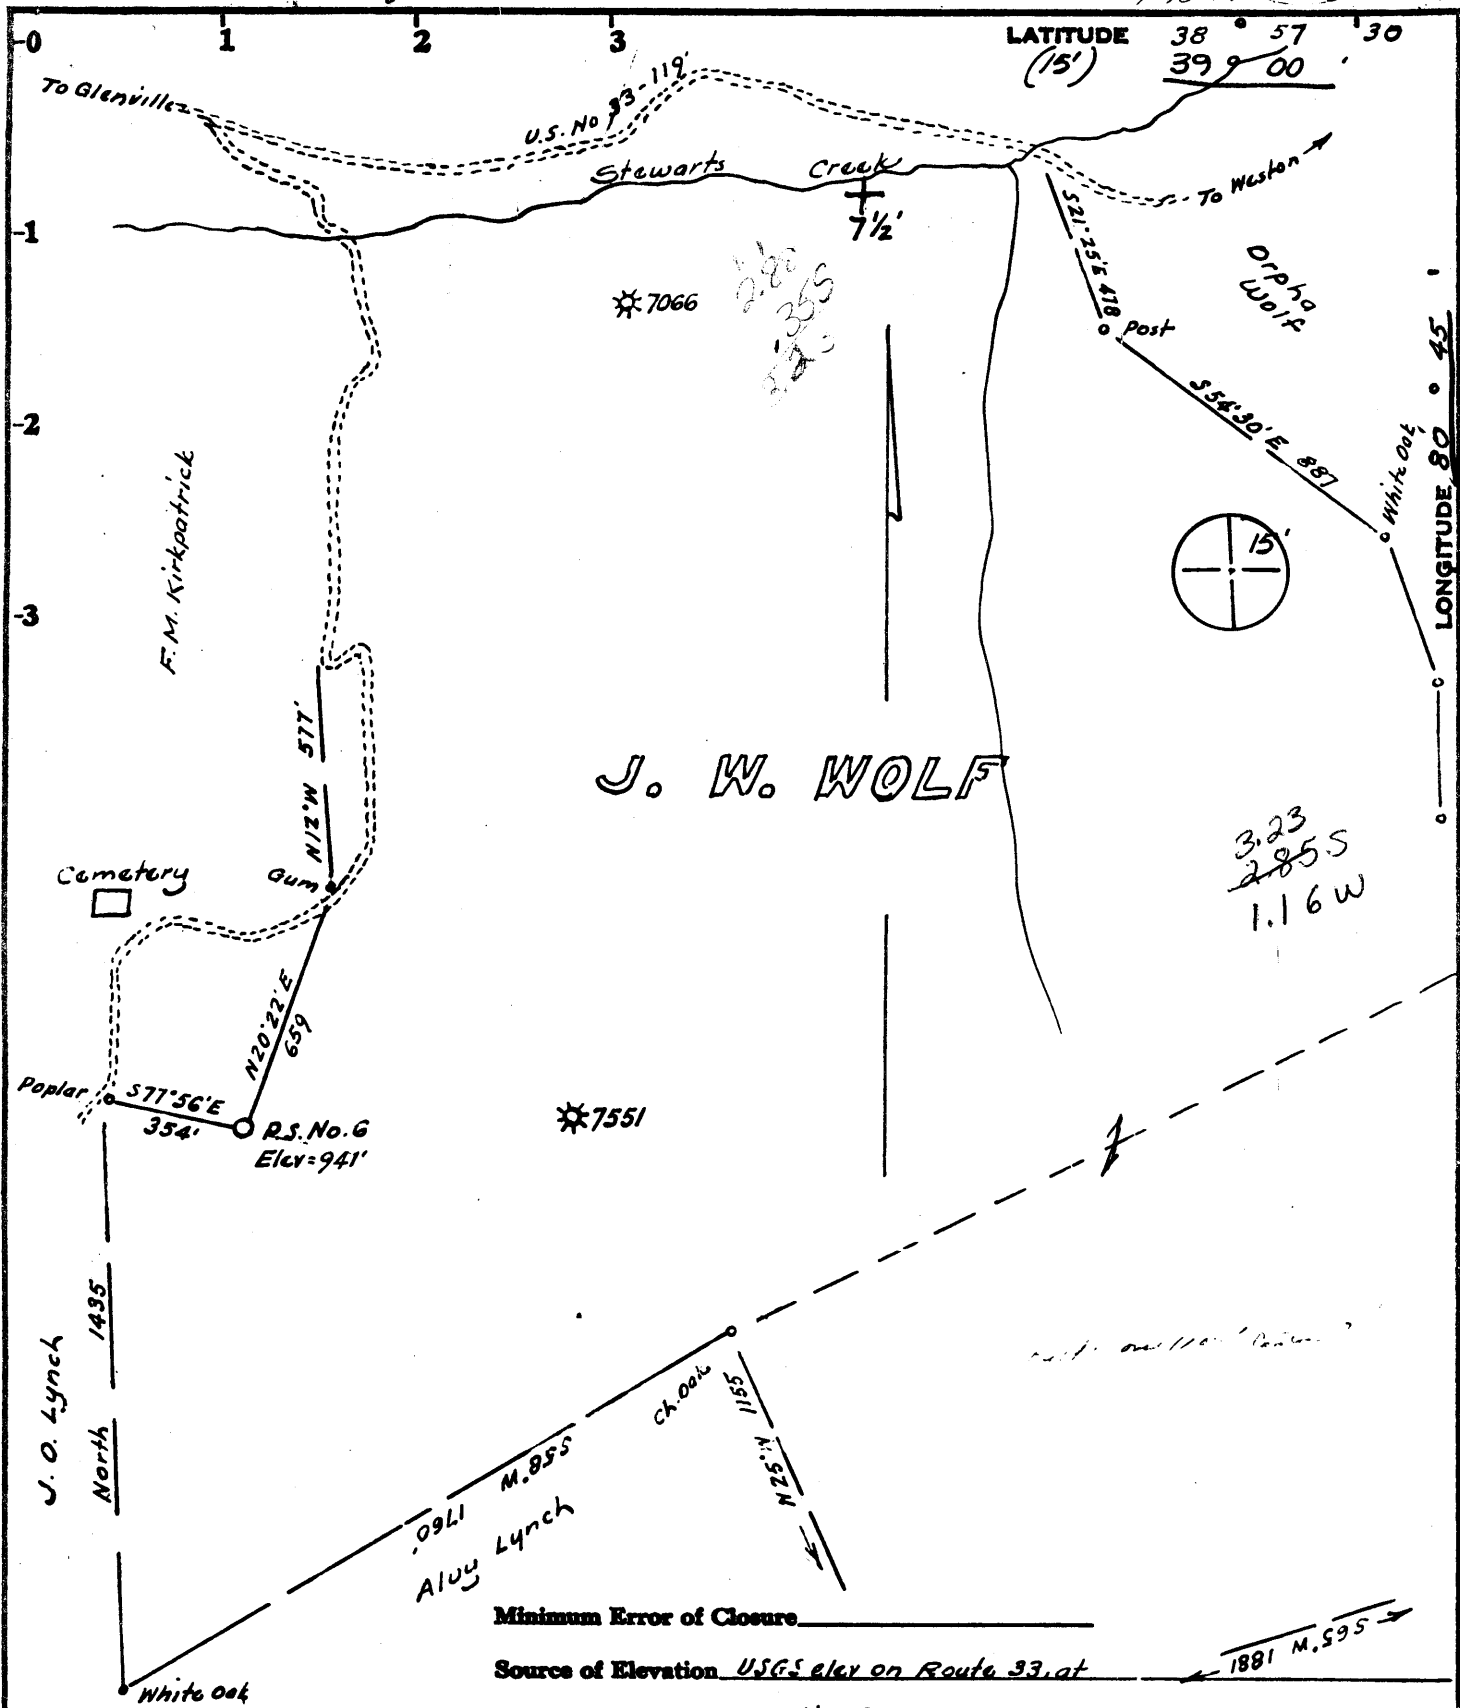 -0 1 2 3
LATITUDE 38° 57' 30
(15') 39° 00
To Glenville
U.S. No 33-119'
Stewarts Creek
To Weston
-1
7½'
S21°25'E 478
Orpha
Wolf
7066
2.85
Post
LONGITUDE 80° 45'
-2
S54°30'E 887
White Oak
F. M. Kirkpatrick
15'
-3
N12°W 577'
J. W. WOLF
3.23
2.85 S
1.16 W
Cemetery
Gum
N20°22'E
659
Poplar
S77°56'E
354'
R.S. No. 6
Elev=941'
7551
J. O. Lynch
North 1435
Ch. Oak
N25°W 1155
S58°W 1760'
Alvy Lynch
Minimum Error of Closure
S65°W 1881
Source of Elevation USGS elev on Route 33, at
White Oak